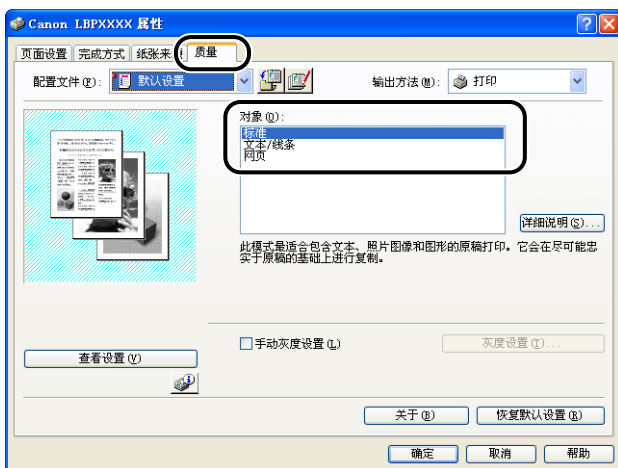 Canon LBPXXXX 属性
页面设置 完成方式 纸张来 质量
配置文件(F): 默认设置 输出方法(M): 打印
对象(O):
标准
文本/线条
网页
详细说明(S)...
此模式最适合包含文本、照片图像和图形的原稿打印。它会在尽可能忠
实于原稿的基础上进行复制。
手动灰度设置(L) 灰度设置(T)...
查看设置(V)
关于(B) 恢复默认设置(R)
确定 取消 帮助